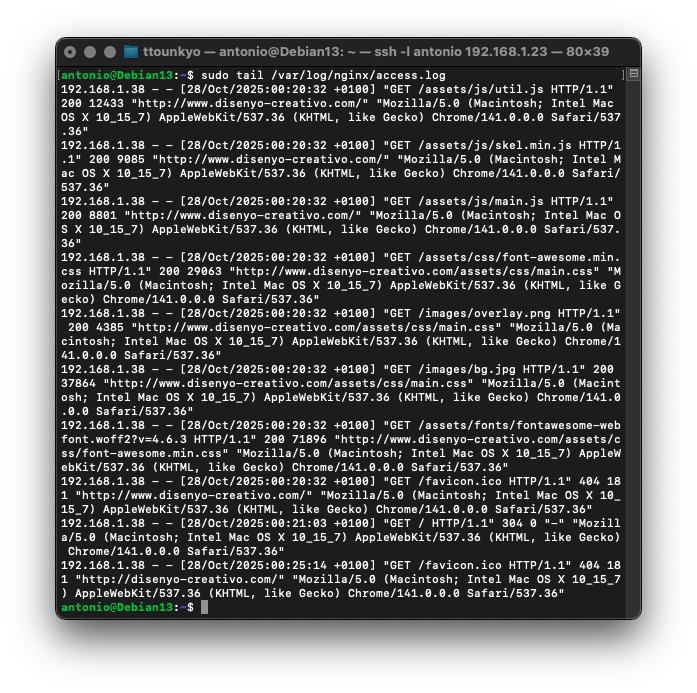 ttounkyo — antonio@Debian13: ~ — ssh -l antonio 192.168.1.23 — 80×39
[antonio@Debian13:~$ sudo tail /var/log/nginx/access.log ]
192.168.1.38 - - [28/Oct/2025:00:20:32 +0100] "GET /assets/js/util.js HTTP/1.1"
200 12433 "http://www.disenyo-creativo.com/" "Mozilla/5.0 (Macintosh; Intel Mac
OS X 10_15_7) AppleWebKit/537.36 (KHTML, like Gecko) Chrome/141.0.0.0 Safari/537
.36"
192.168.1.38 - - [28/Oct/2025:00:20:32 +0100] "GET /assets/js/skel.min.js HTTP/1
.1" 200 9085 "http://www.disenyo-creativo.com/" "Mozilla/5.0 (Macintosh; Intel M
ac OS X 10_15_7) AppleWebKit/537.36 (KHTML, like Gecko) Chrome/141.0.0.0 Safari/
537.36"
192.168.1.38 - - [28/Oct/2025:00:20:32 +0100] "GET /assets/js/main.js HTTP/1.1"
200 8801 "http://www.disenyo-creativo.com/" "Mozilla/5.0 (Macintosh; Intel Mac O
S X 10_15_7) AppleWebKit/537.36 (KHTML, like Gecko) Chrome/141.0.0.0 Safari/537.
36"
192.168.1.38 - - [28/Oct/2025:00:20:32 +0100] "GET /assets/css/font-awesome.min.
css HTTP/1.1" 200 29063 "http://www.disenyo-creativo.com/assets/css/main.css" "M
ozilla/5.0 (Macintosh; Intel Mac OS X 10_15_7) AppleWebKit/537.36 (KHTML, like G
ecko) Chrome/141.0.0.0 Safari/537.36"
192.168.1.38 - - [28/Oct/2025:00:20:32 +0100] "GET /images/overlay.png HTTP/1.1"
 200 4385 "http://www.disenyo-creativo.com/assets/css/main.css" "Mozilla/5.0 (Ma
cintosh; Intel Mac OS X 10_15_7) AppleWebKit/537.36 (KHTML, like Gecko) Chrome/1
41.0.0.0 Safari/537.36"
192.168.1.38 - - [28/Oct/2025:00:20:32 +0100] "GET /images/bg.jpg HTTP/1.1" 200
37864 "http://www.disenyo-creativo.com/assets/css/main.css" "Mozilla/5.0 (Macint
osh; Intel Mac OS X 10_15_7) AppleWebKit/537.36 (KHTML, like Gecko) Chrome/141.0
.0.0 Safari/537.36"
192.168.1.38 - - [28/Oct/2025:00:20:32 +0100] "GET /assets/fonts/fontawesome-web
font.woff2?v=4.6.3 HTTP/1.1" 200 71896 "http://www.disenyo-creativo.com/assets/c
ss/font-awesome.min.css" "Mozilla/5.0 (Macintosh; Intel Mac OS X 10_15_7) AppleW
ebKit/537.36 (KHTML, like Gecko) Chrome/141.0.0.0 Safari/537.36"
192.168.1.38 - - [28/Oct/2025:00:20:32 +0100] "GET /favicon.ico HTTP/1.1" 404 18
1 "http://www.disenyo-creativo.com/" "Mozilla/5.0 (Macintosh; Intel Mac OS X 10_
15_7) AppleWebKit/537.36 (KHTML, like Gecko) Chrome/141.0.0.0 Safari/537.36"
192.168.1.38 - - [28/Oct/2025:00:21:03 +0100] "GET / HTTP/1.1" 304 0 "-" "Mozill
a/5.0 (Macintosh; Intel Mac OS X 10_15_7) AppleWebKit/537.36 (KHTML, like Gecko)
 Chrome/141.0.0.0 Safari/537.36"
192.168.1.38 - - [28/Oct/2025:00:25:14 +0100] "GET /favicon.ico HTTP/1.1" 404 18
1 "http://disenyo-creativo.com/" "Mozilla/5.0 (Macintosh; Intel Mac OS X 10_15_7
) AppleWebKit/537.36 (KHTML, like Gecko) Chrome/141.0.0.0 Safari/537.36"
antonio@Debian13:~$